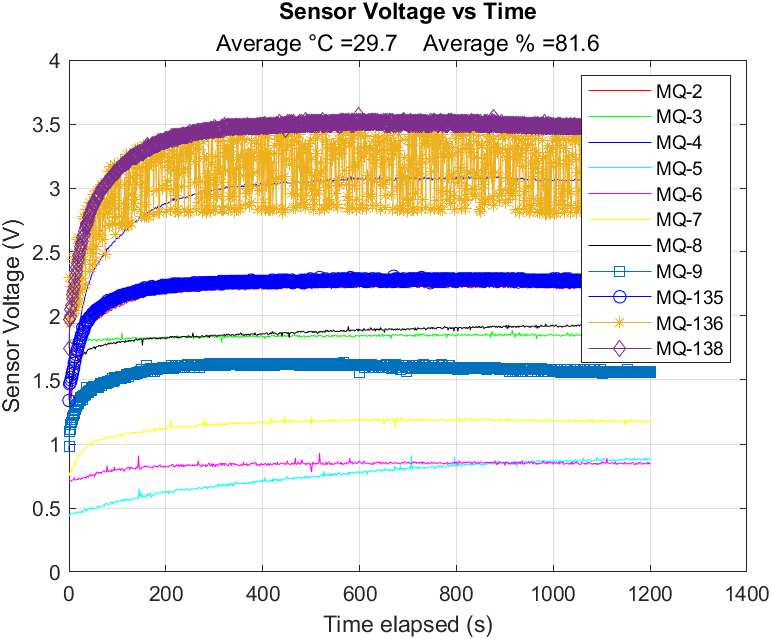 Sensor Voltage vs Time
Average °C =29.7 Average % =81.6
4
3.5
3
2.5
2
1.5
1
0.5
0
Sensor Voltage (V)
MQ-2
MQ-3
MQ-4
MQ-5
MQ-6
MQ-7
MQ-8
MQ-9
MQ-135
MQ-136
MQ-138
0 200 400 600 800 1000 1200 1400
Time elapsed (s)